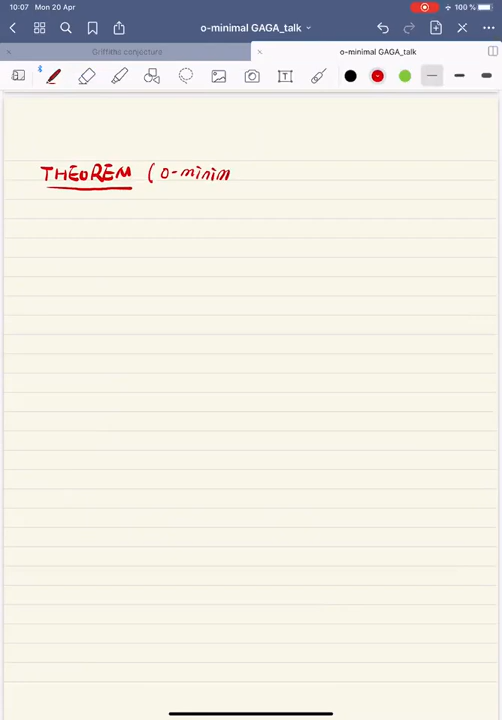 10:07 Mon 20 Apr 100 %
o-minimal GAGA_talk
Griffiths conjecture o-minimal GAGA_talk
THEOREM (o-minim